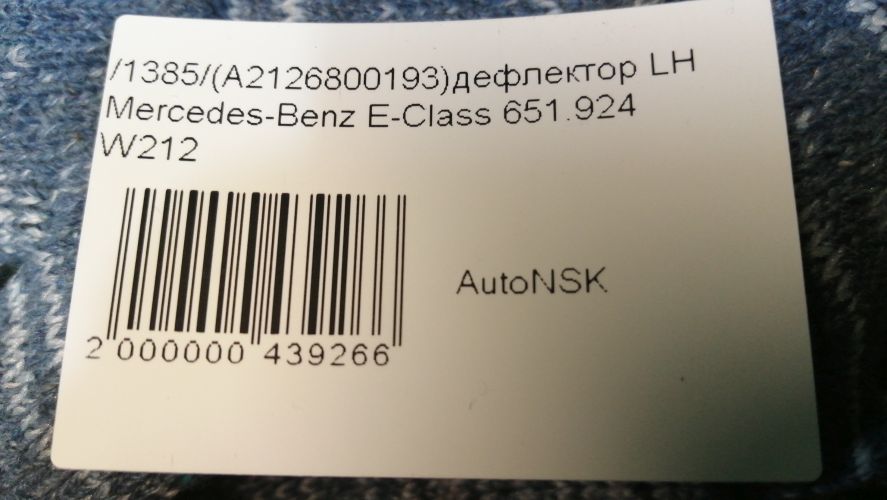 /1385/(A2126800193)дефлектор LH
Mercedes-Benz E-Class 651.924
W212
AutoNSK
2 000000 439266